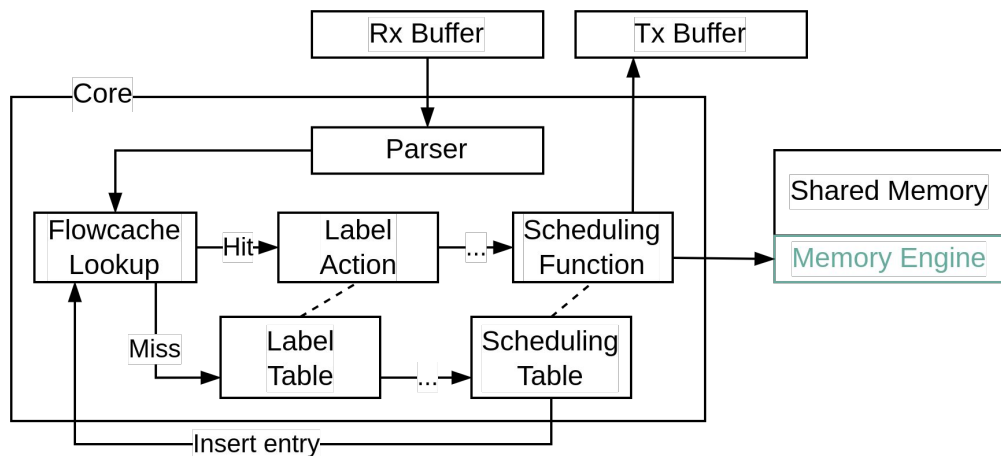 Rx Buffer
Tx Buffer
Core
Parser
Shared Memory
Flowcache
Lookup
Hit
Label
Action
...
Scheduling
Function
Memory Engine
Miss
Label
Table
...
Scheduling
Table
Insert entry